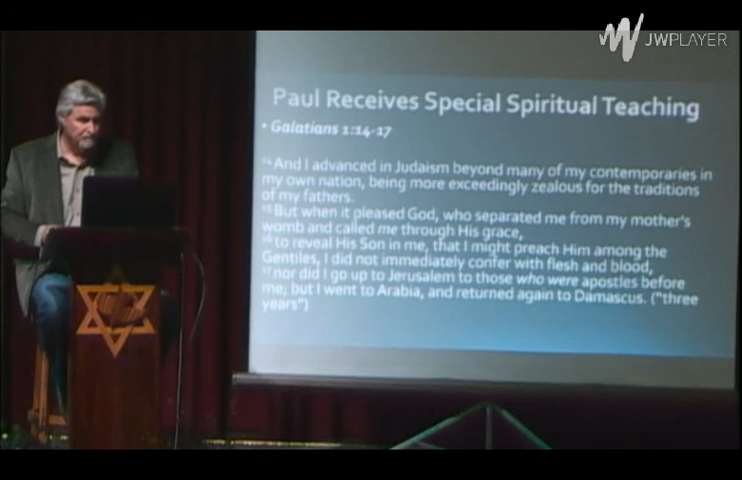 JWPLAYER
Paul Receives Special Spiritual Teaching
• Galatians 1:14-17
14 And I advanced in Judaism beyond many of my contemporaries in
my own nation, being more exceedingly zealous for the traditions
of my fathers.
15 But when it pleased God, who separated me from my mother's
womb and called me through His grace,
16 to reveal His Son in me, that I might preach Him among the
Gentiles, I did not immediately confer with flesh and blood,
17 nor did I go up to Jerusalem to those who were apostles before
me; but I went to Arabia, and returned again to Damascus. ("three
years")